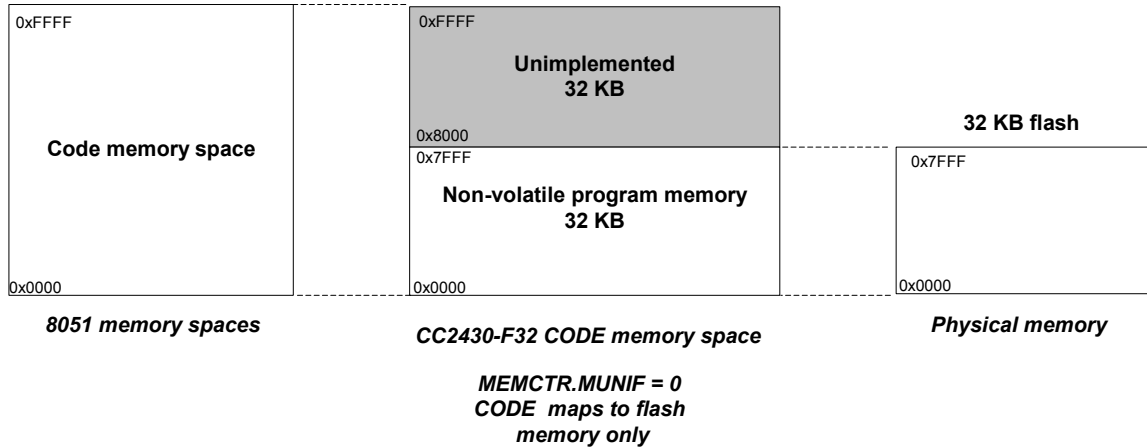 0xFFFF
Code memory space
0x0000
8051 memory spaces
0xFFFF
Unimplemented
32 KB
0x8000
0x7FFF
Non-volatile program memory
32 KB
0x0000
CC2430-F32 CODE memory space
MEMCTR.MUNIF = 0
CODE maps to flash
memory only
32 KB flash
0x7FFF
0x0000
Physical memory